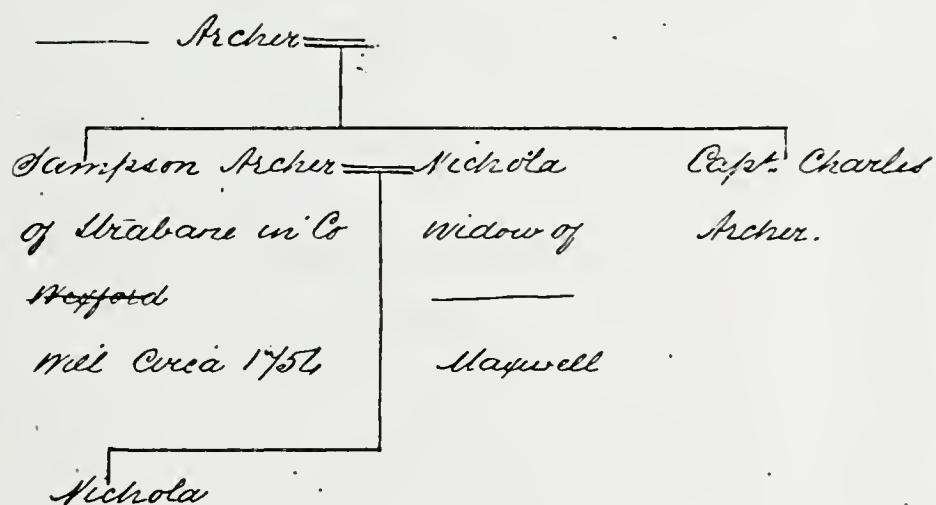 Archer
Sampson Archer Nichola Capt. Charles
of Strabane in Co widow of Archer.
Wexford
Will Circa 1754 Maxwell
Nichola